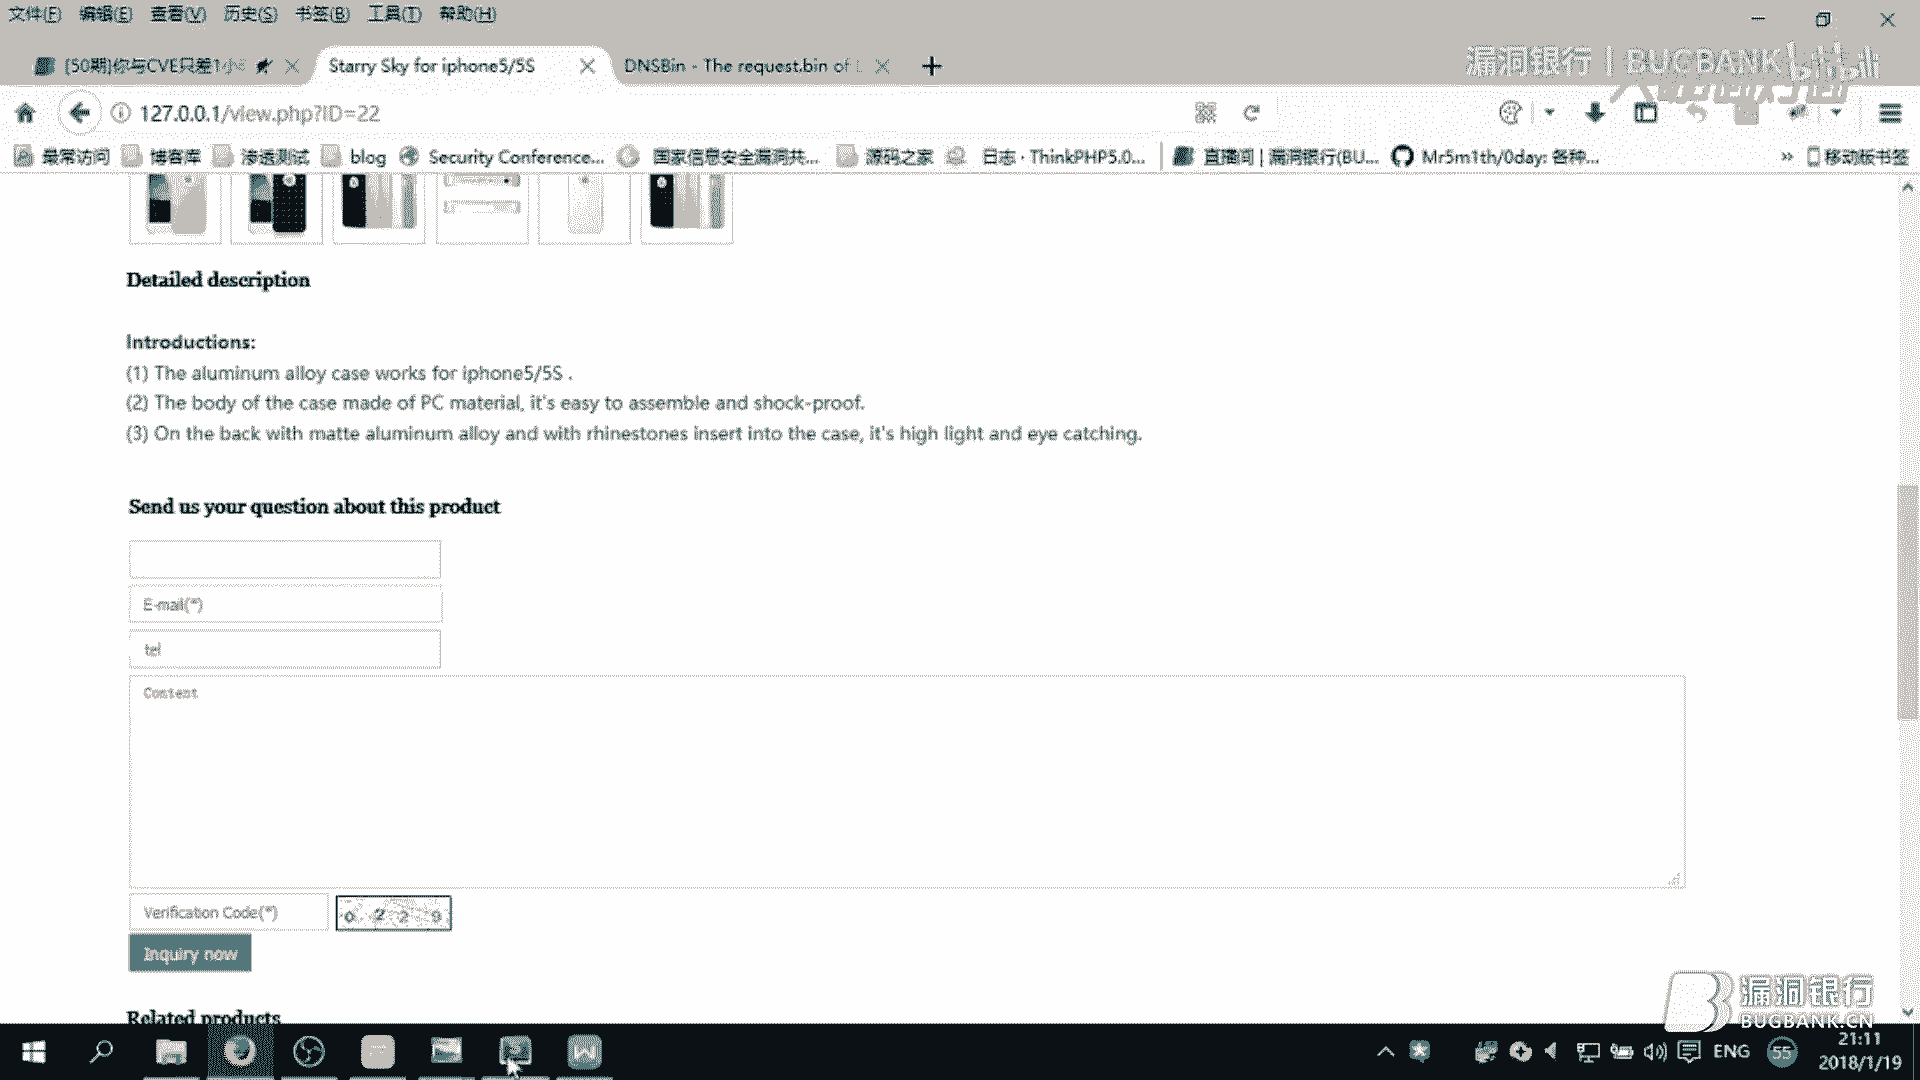 文件(F) 编辑(E) 查看(V) 历史(S) 书签(B) 工具(T) 帮助(H)
[50期]你与CVE只差1小 Starry Sky for iphone5/5S DNSBin - The request.bin of
漏洞银行 | BUGBANK
127.0.0.1/view.php?ID=22
最常访问 博客库 渗透测试 blog Security Conference... 国家信息安全漏洞共... 源码之家 日志 · ThinkPHP5.0... 直播间 | 漏洞银行(BU... Mr5m1th/0day: 各种... » 移动版书签
Detailed description
Introductions:
(1) The aluminum alloy case works for iphone5/5S .
(2) The body of the case made of PC material, it's easy to assemble and shock-proof.
(3) On the back with matte aluminum alloy and with rhinestones insert into the case, it's high light and eye catching.
Send us your question about this product
E-mail(*)
tel
Content
Verification Code(*) 0 2 2 9
Inquiry now
Related products
漏洞银行
BUGBANK.CN
ENG 55 21:11
2018/1/19